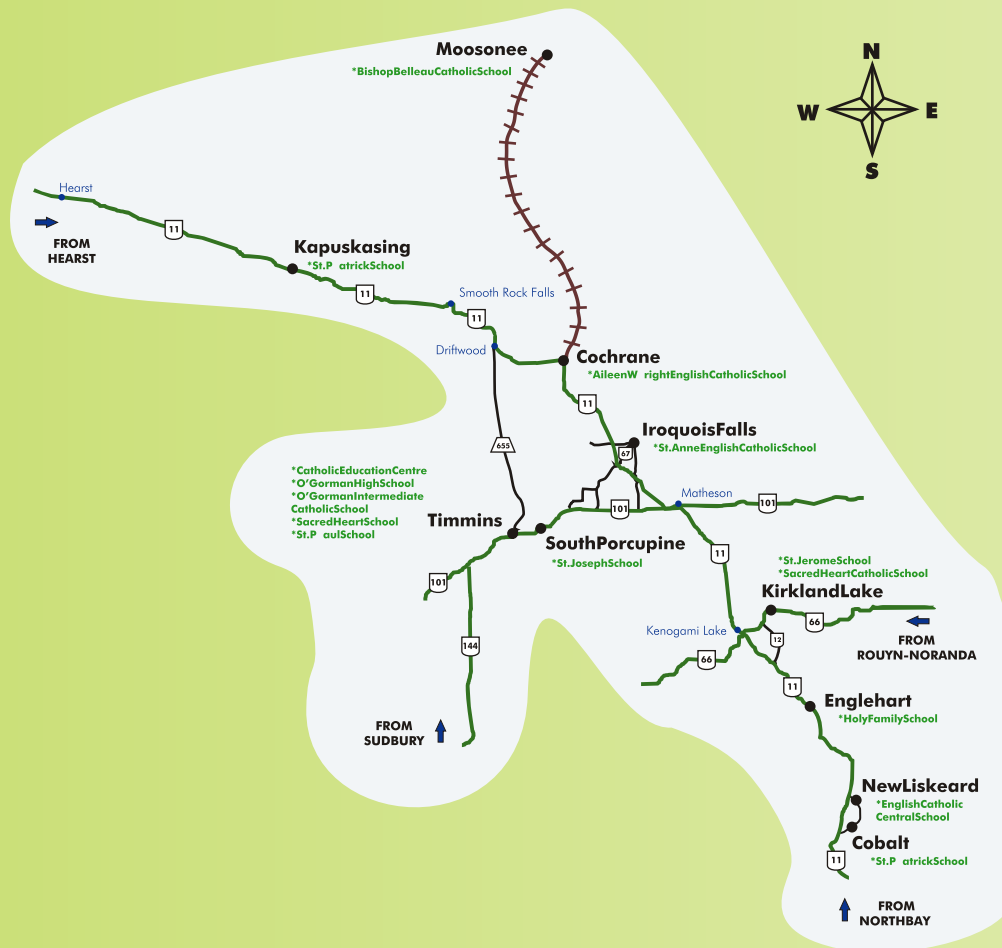 Moosonee
*BishopBelleauCatholicSchool
N
W
E
S
Hearst
FROM
HEARST
11
Kapuskasing
*St.P atrickSchool
11
Smooth Rock Falls
11
Driftwood
Cochrane
*AileenW rightEnglishCatholicSchool
11
IroquoisFalls
*St.AnneEnglishCatholicSchool
67
655
*CatholicEducationCentre
*O'GormanHighSchool
*O'GormanIntermediate
CatholicSchool
*SacredHeartSchool
*St.P aulSchool
Timmins
Matheson
101
101
SouthPorcupine
*St.JosephSchool
11
101
*St.JeromeSchool
*SacredHeartCatholicSchool
KirklandLake
66
FROM
ROUYN-NORANDA
Kenogami Lake
12
66
144
11
Englehart
*HolyFamilySchool
FROM
SUDBURY
NewLiskeard
*EnglishCatholic
CentralSchool
Cobalt
*St.P atrickSchool
11
FROM
NORTHBAY